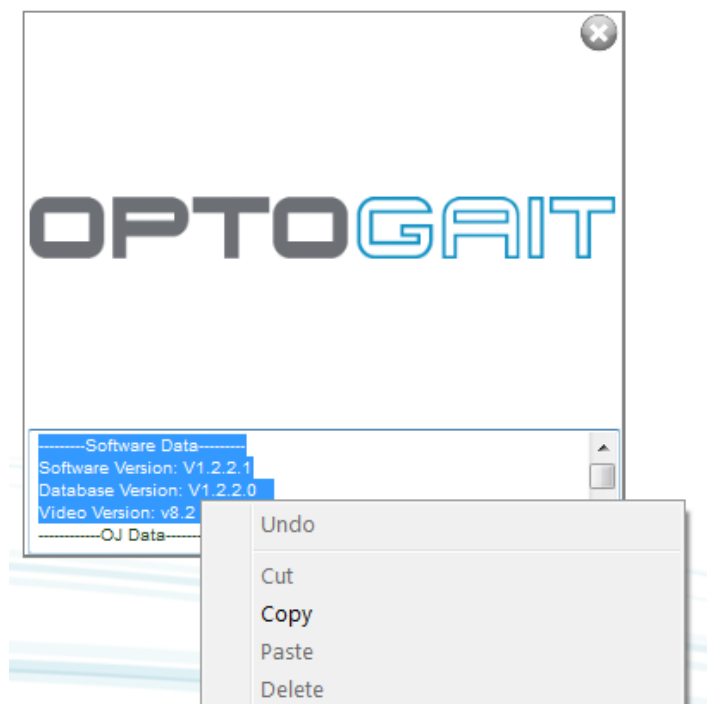 OPTOGAIT
---------Software Data---------
Software Version: V1.2.2.1
Database Version: V1.2.2.0
Video Version: v8.2
------------OJ Data-------
Undo
Cut
Copy
Paste
Delete